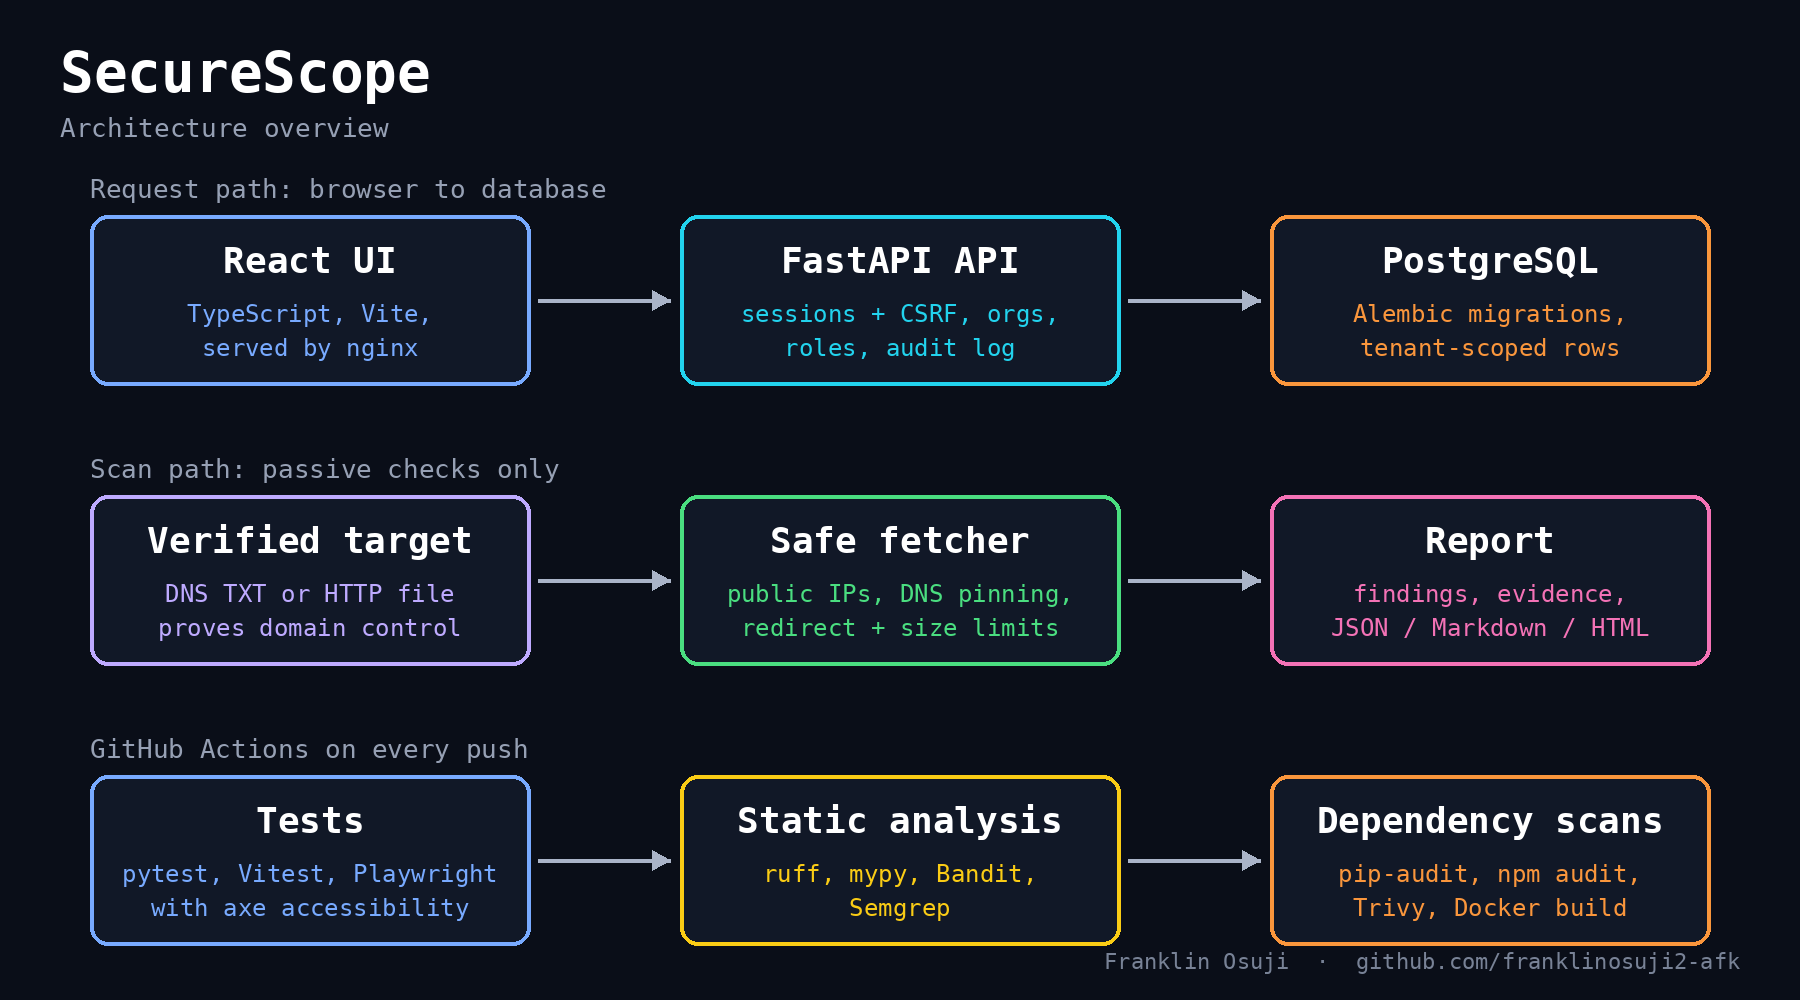 SecureScope
Architecture overview
Request path: browser to database
React UI
TypeScript, Vite,
served by nginx
FastAPI API
sessions + CSRF, orgs,
roles, audit log
PostgreSQL
Alembic migrations,
tenant-scoped rows
Scan path: passive checks only
Verified target
DNS TXT or HTTP file
proves domain control
Safe fetcher
public IPs, DNS pinning,
redirect + size limits
Report
findings, evidence,
JSON / Markdown / HTML
GitHub Actions on every push
Tests
pytest, Vitest, Playwright
with axe accessibility
Static analysis
ruff, mypy, Bandit,
Semgrep
Dependency scans
pip-audit, npm audit,
Trivy, Docker build
Franklin Osuji · github.com/franklinosuji2-afk